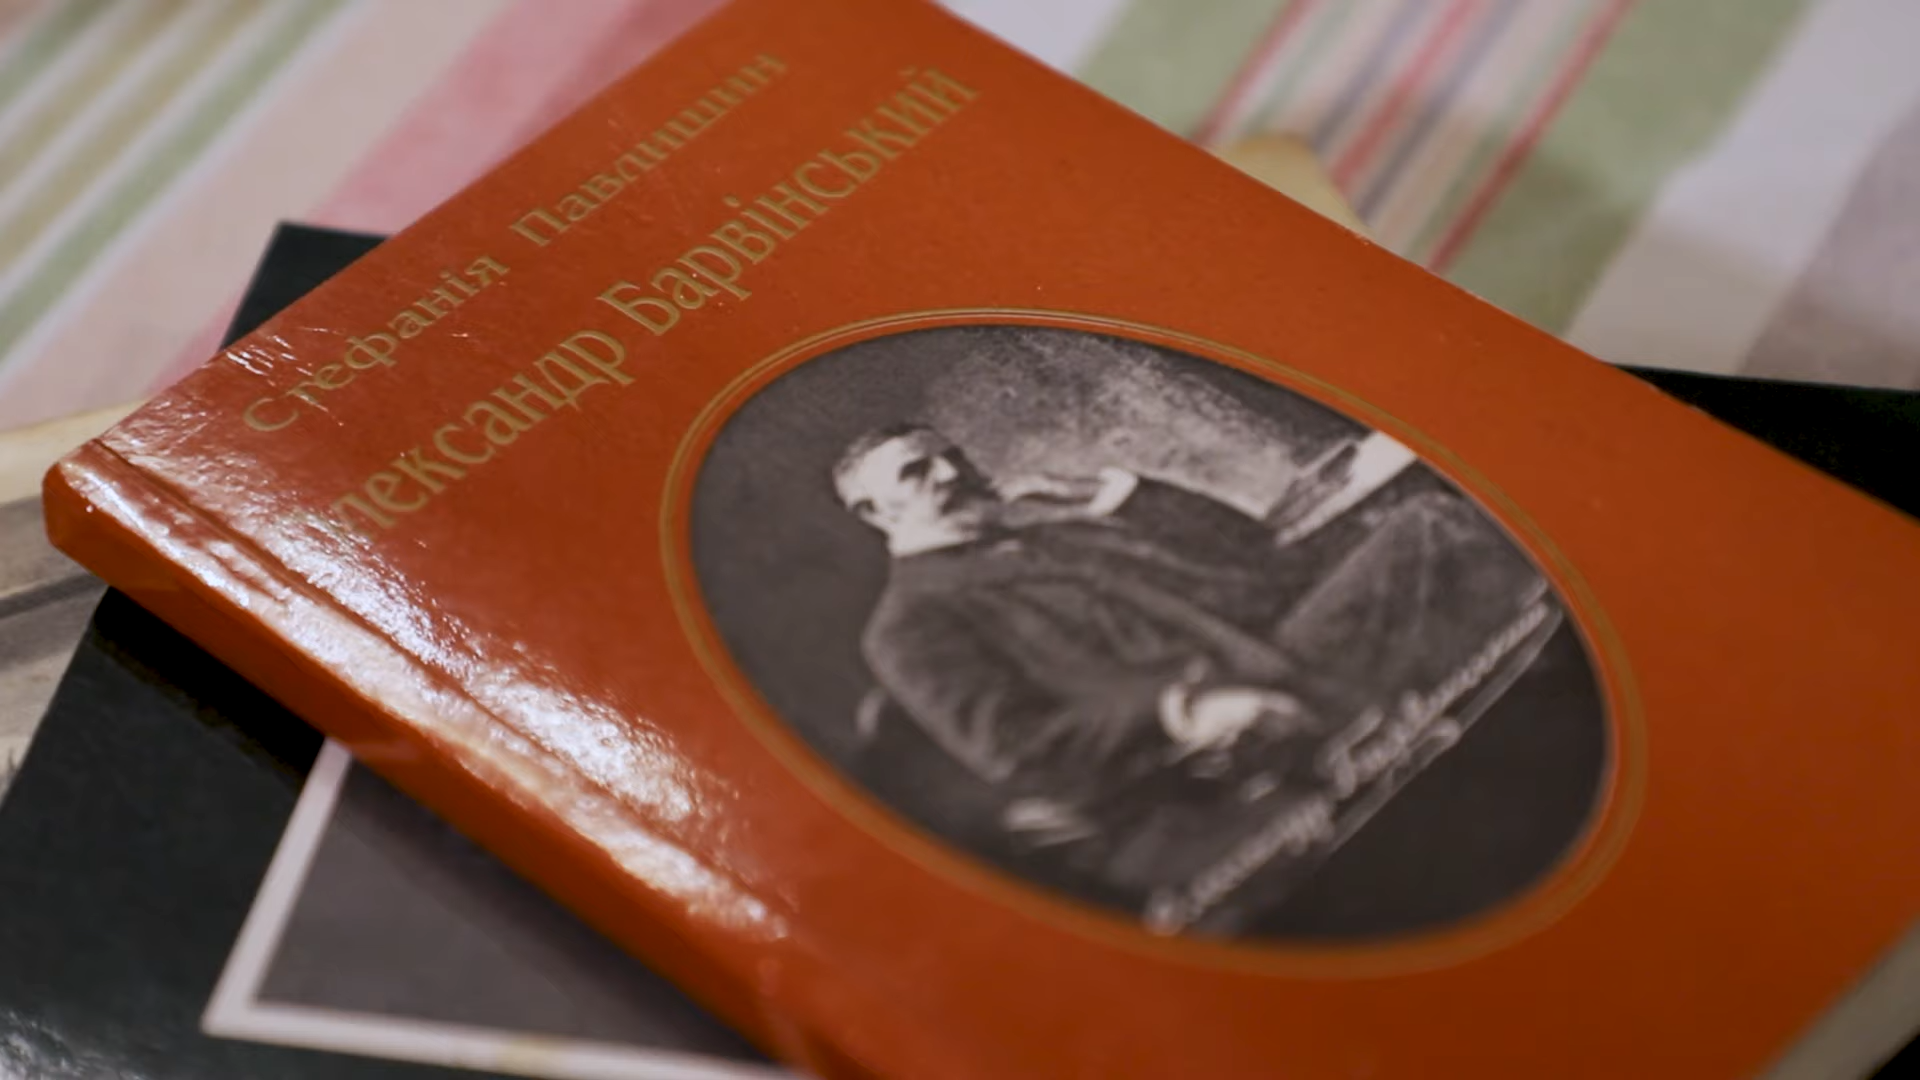 Стефанія Павлишин
лександр Барвінський